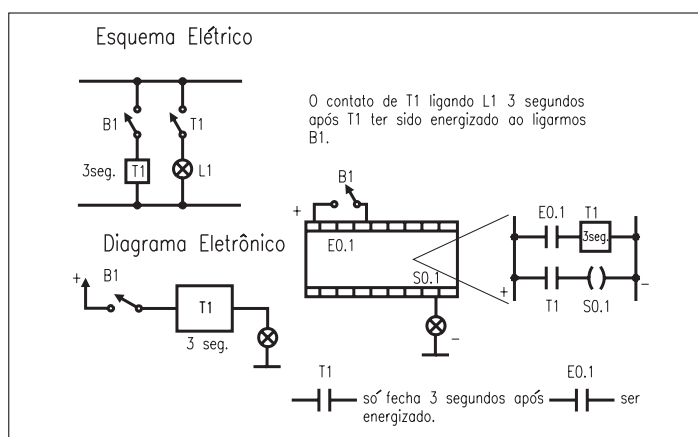 Esquema Elétrico
B1
T1
3seg.
T1
L1
O contato de T1 ligando L1 3 segundos
após T1 ter sido energizado ao ligarmos
B1.
B1
+
E0.1
S0.1
E0.1
T1
3seg.
+
T1
S0.1
-
-
Diagrama Eletrônico
+
B1
T1
3 seg.
T1
só fecha 3 segundos após
energizado.
E0.1
ser